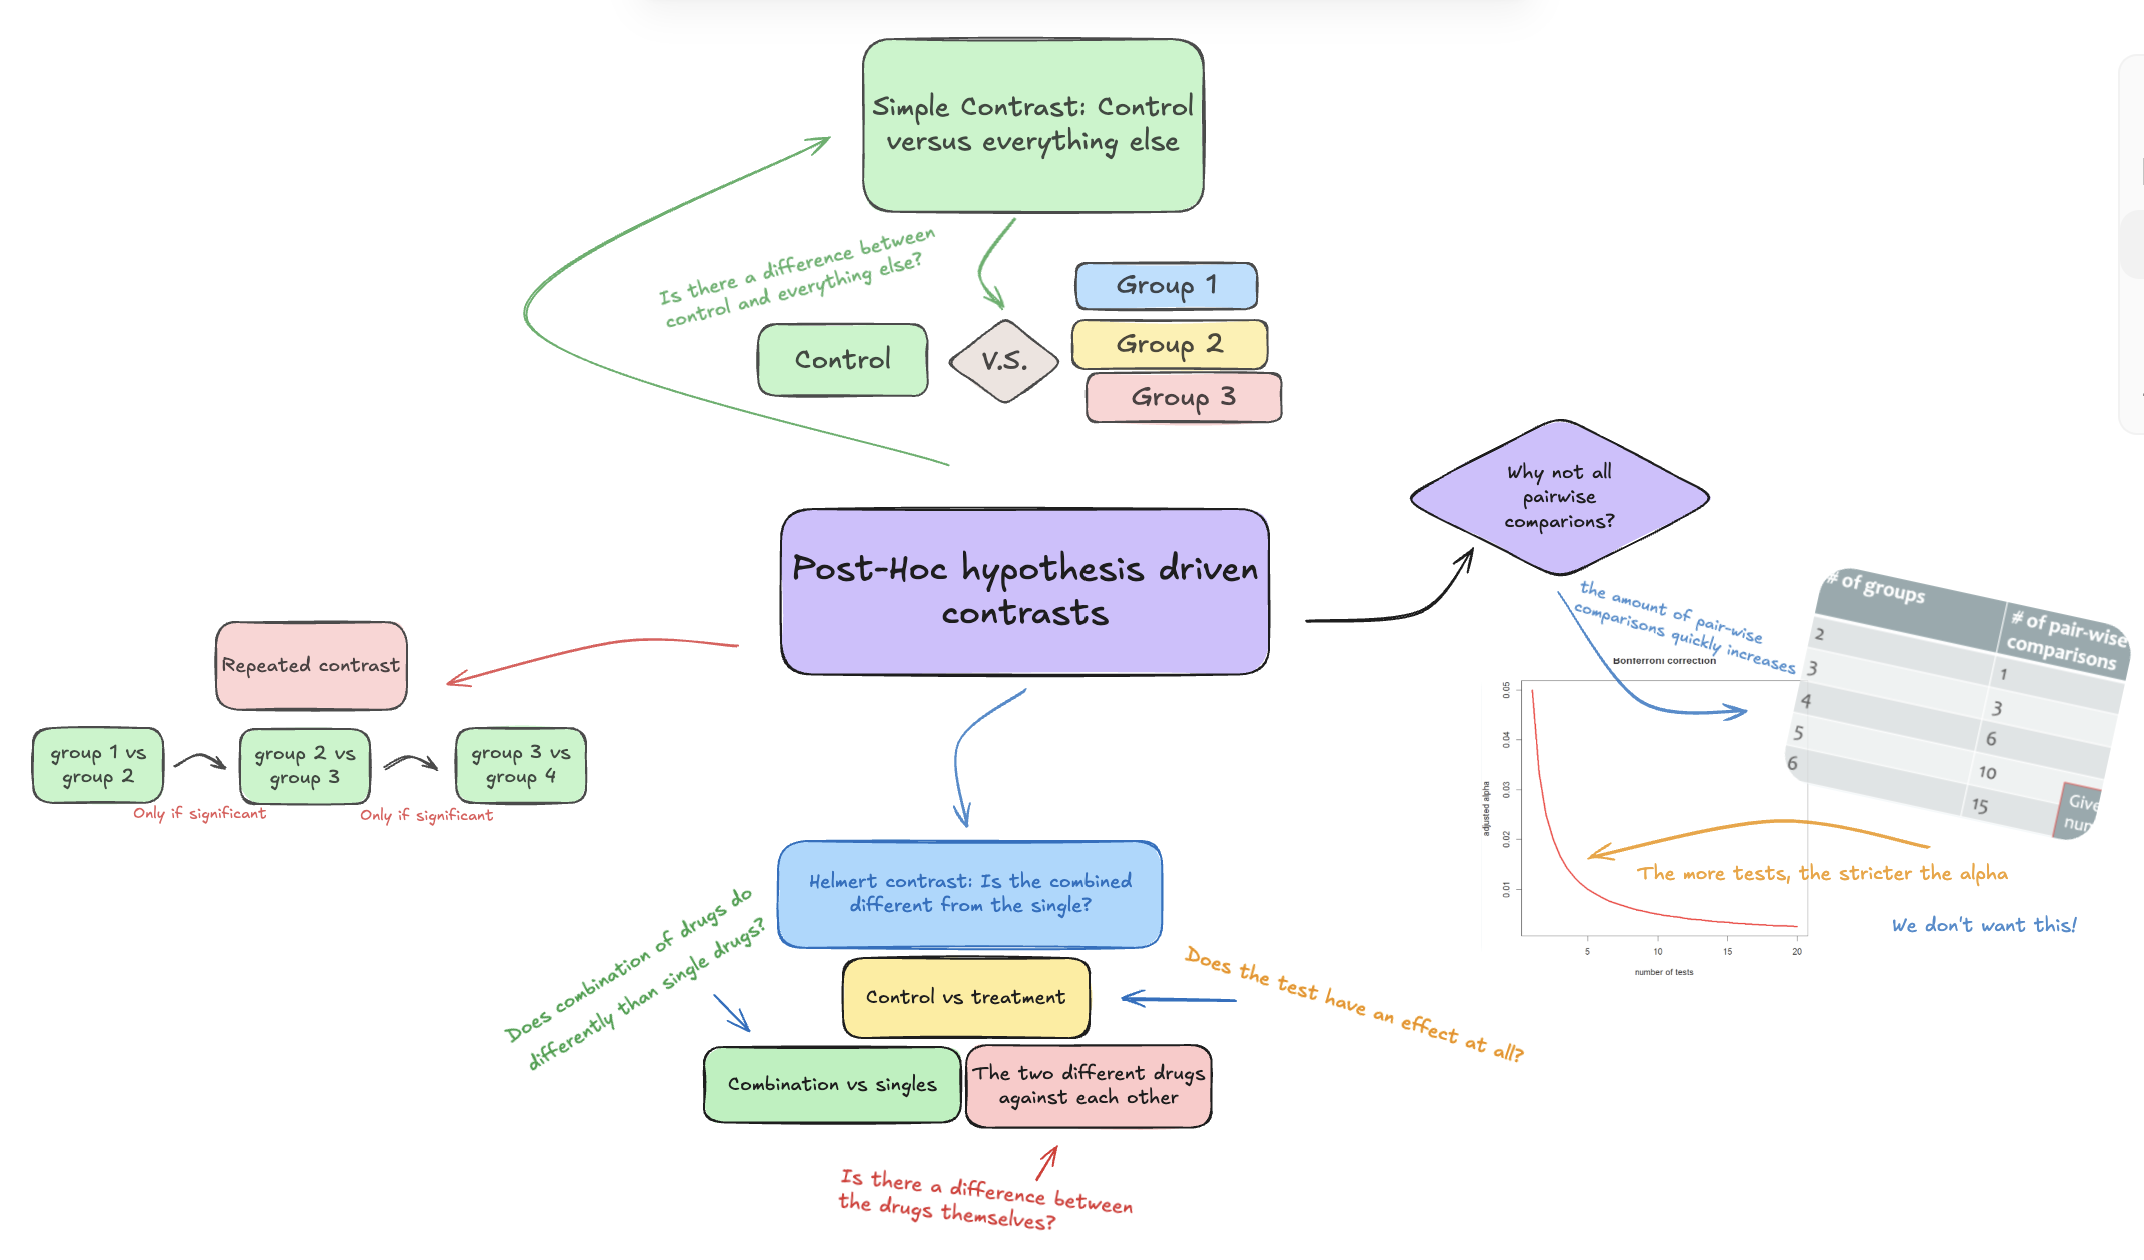 Simple Contrast: Control
versus everything else
Is there a difference between
control and everything else?
Control
V.S.
Group 1
Group 2
Group 3
Why not all
pairwise
comparions?
Post-Hoc hypothesis driven
contrasts
the amount of pair-wise
comparisons quickly increases
# of groups
# of pair-wise
comparisons
2
1
3
3
4
6
5
10
6
15
Give
num
Repeated contrast
group 1 vs
group 2
group 2 vs
group 3
group 3 vs
group 4
Only if significant
Only if significant
Bonferroni correction
adjusted alpha
0.05
0.04
0.03
0.02
0.01
5
10
15
20
number of tests
The more tests, the stricter the alpha
We don't want this!
Helmert contrast: Is the combined
different from the single?
Does combination of drugs do
differently than single drugs?
Control vs treatment
Does the test have an effect at all?
Combination vs singles
The two different drugs
against each other
Is there a difference between
the drugs themselves?